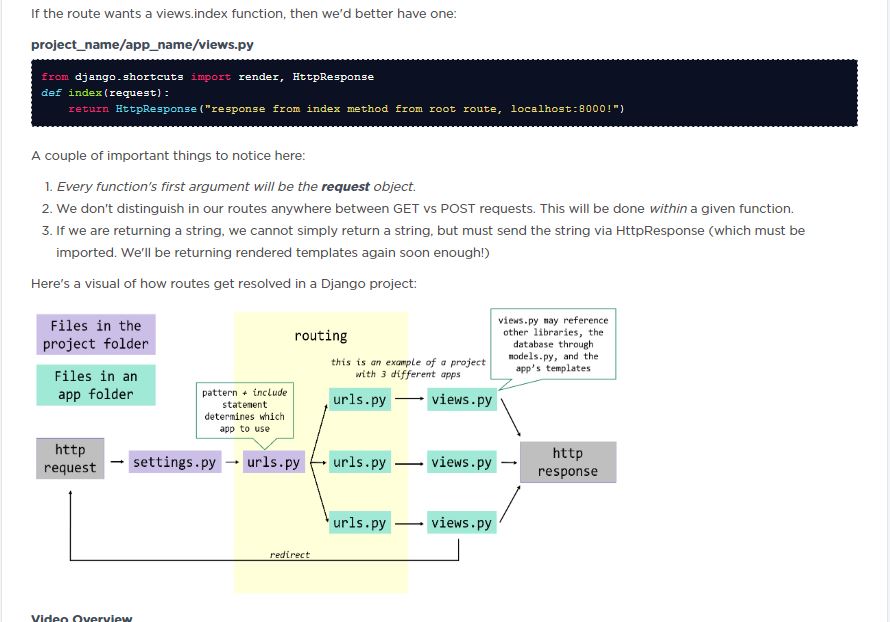 If the route wants a views.index function, then we'd better have one:
project_name/app_name/views.py
from django.shortcuts import render, HttpResponse
def index(request):
    return HttpResponse("response from index method from root route, localhost:8000!")
A couple of important things to notice here:
1. Every function's first argument will be the request object.
2. We don't distinguish in our routes anywhere between GET vs POST requests. This will be done within a given function.
3. If we are returning a string, we cannot simply return a string, but must send the string via HttpResponse (which must be
imported. We'll be returning rendered templates again soon enough!)
Here's a visual of how routes get resolved in a Django project:
Files in the
project folder
Files in an
app folder
routing
this is an example of a project
with 3 different apps
views.py may reference
other libraries, the
database through
models.py, and the
app's templates
pattern + include
statement
determines which
app to use
urls.py
views.py
http
request
settings.py
urls.py
urls.py
views.py
http
response
urls.py
views.py
redirect
Video Overview